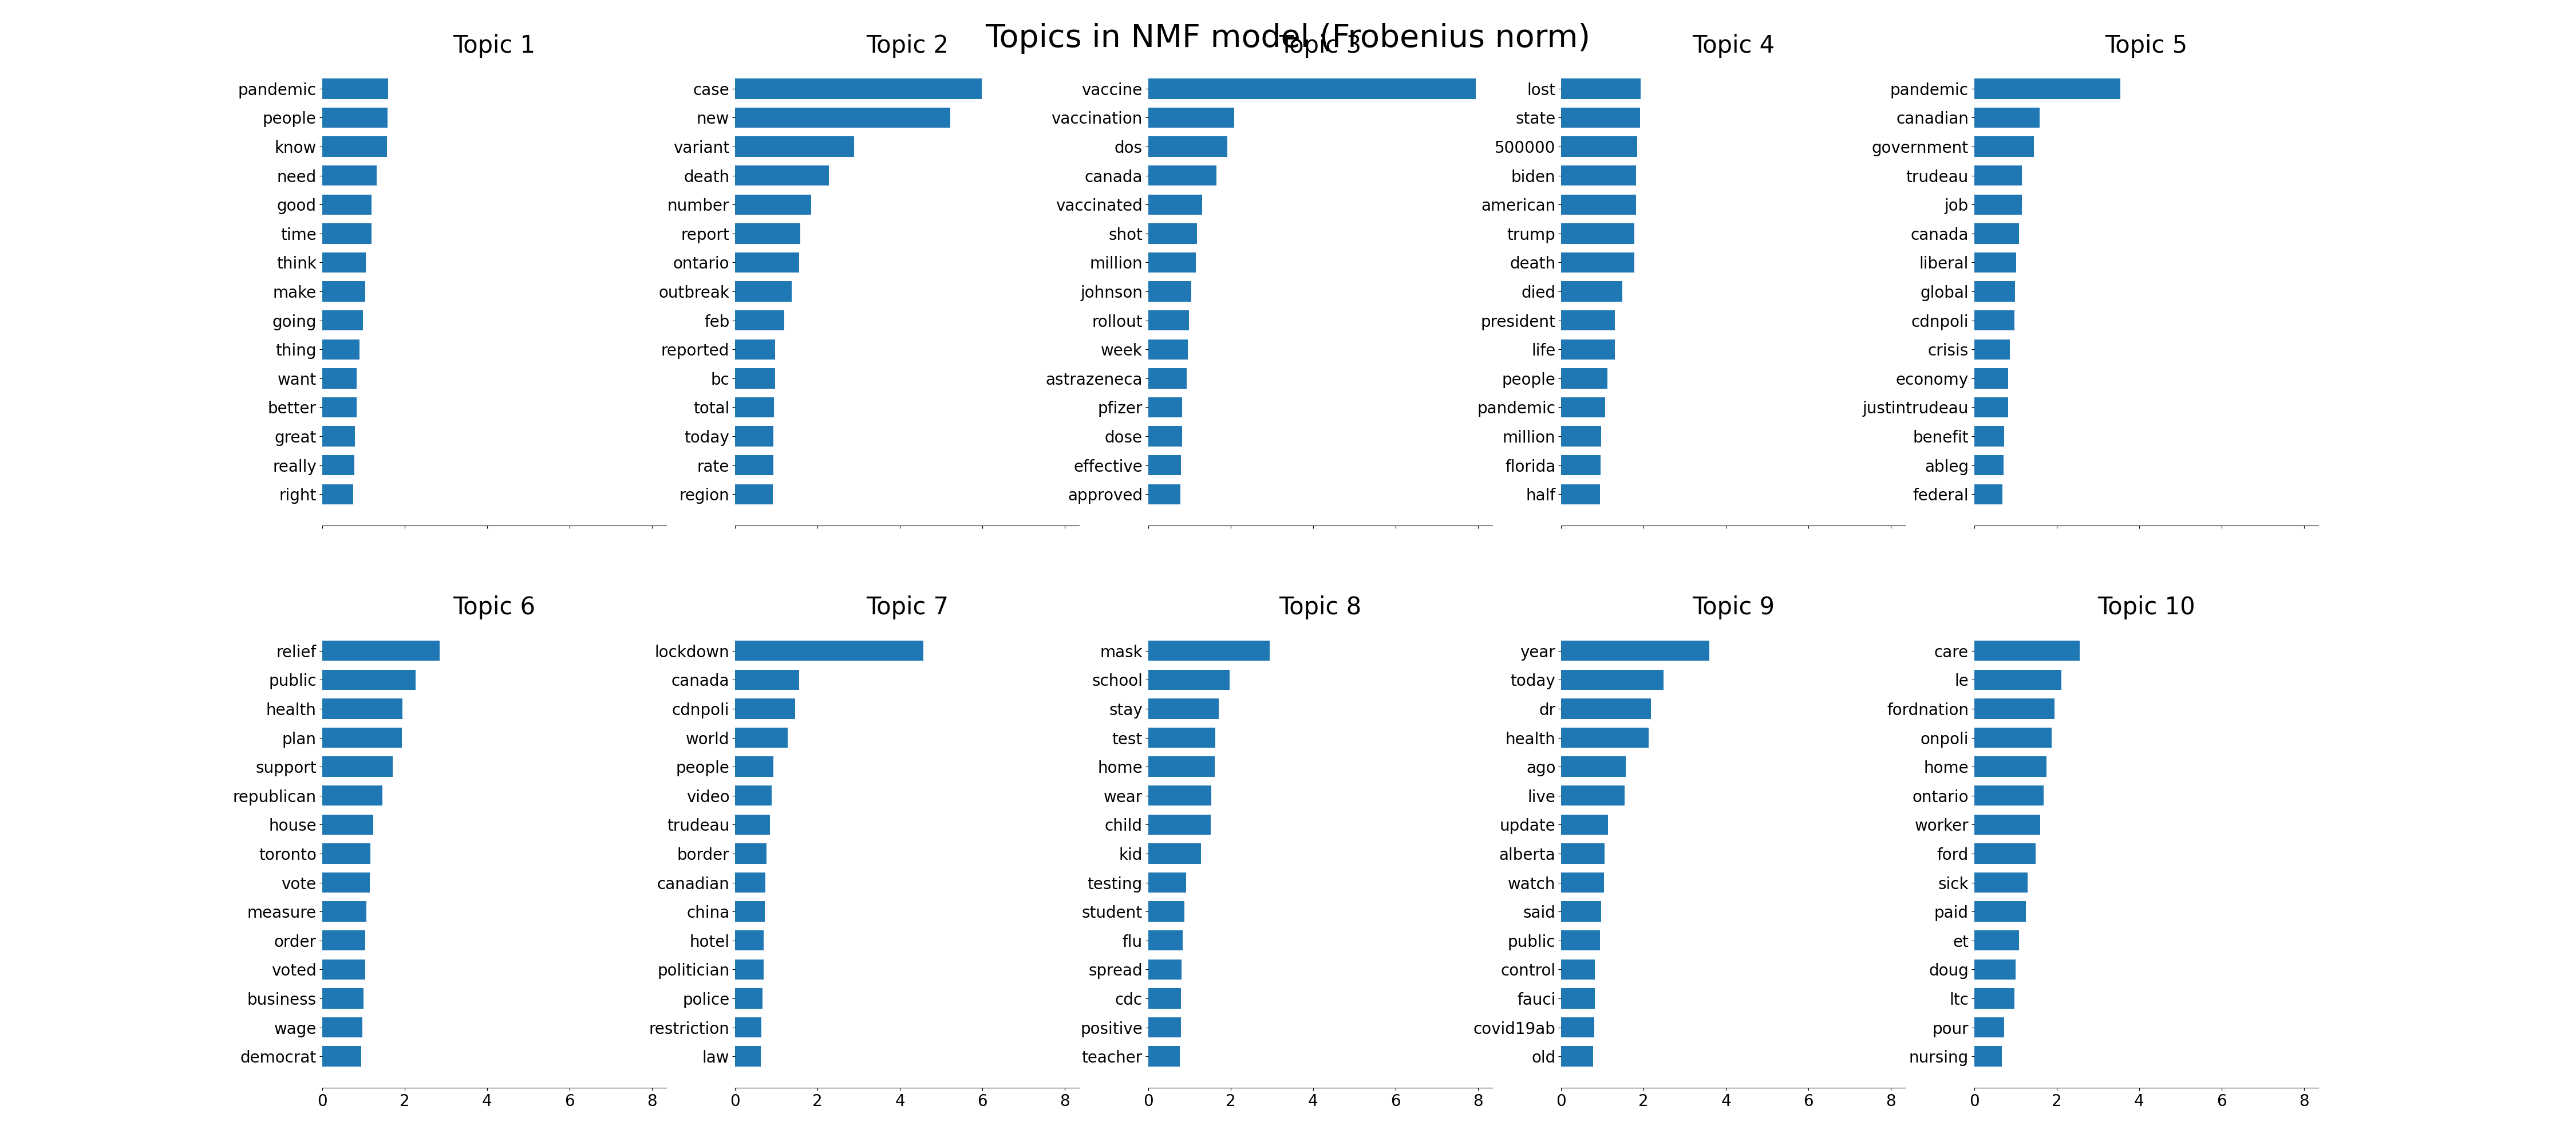 Topics in NMF model (Frobenius norm)
Topic 1
pandemic
people
know
need
good
time
think
make
going
thing
want
better
great
really
right
Topic 2
case
new
variant
death
number
report
ontario
outbreak
feb
reported
bc
total
today
rate
region
Topic 3
vaccine
vaccination
dos
canada
vaccinated
shot
million
johnson
rollout
week
astrazeneca
pfizer
dose
effective
approved
Topic 4
lost
state
500000
biden
american
trump
death
died
president
life
people
pandemic
million
florida
half
Topic 5
pandemic
canadian
government
trudeau
job
canada
liberal
global
cdnpoli
crisis
economy
justintrudeau
benefit
ableg
federal
Topic 6
relief
public
health
plan
support
republican
house
toronto
vote
measure
order
voted
business
wage
democrat
0 2 4 6 8
Topic 7
lockdown
canada
cdnpoli
world
people
video
trudeau
border
canadian
china
hotel
politician
police
restriction
law
0 2 4 6 8
Topic 8
mask
school
stay
test
home
wear
child
kid
testing
student
flu
spread
cdc
positive
teacher
0 2 4 6 8
Topic 9
year
today
dr
health
ago
live
update
alberta
watch
said
public
control
fauci
covid19ab
old
0 2 4 6 8
Topic 10
care
le
fordnation
onpoli
home
ontario
worker
ford
sick
paid
et
doug
ltc
pour
nursing
0 2 4 6 8